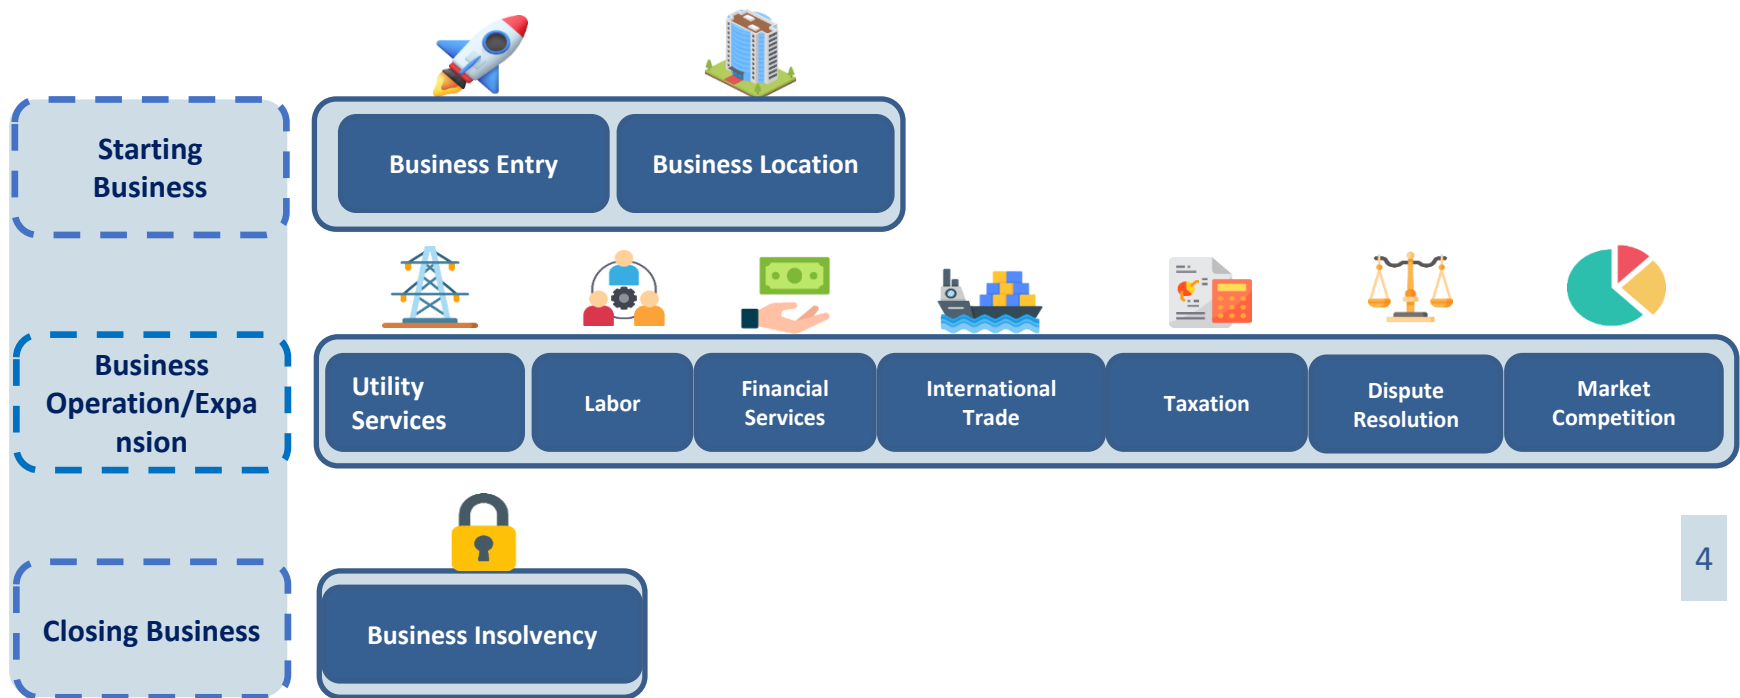 Starting
Business
Business Entry
Business Location
Business
Operation/Expa
nsion
Utility
Services
Labor
Financial
Services
International
Trade
Taxation
Dispute
Resolution
Market
Competition
4
Closing Business
Business Insolvency